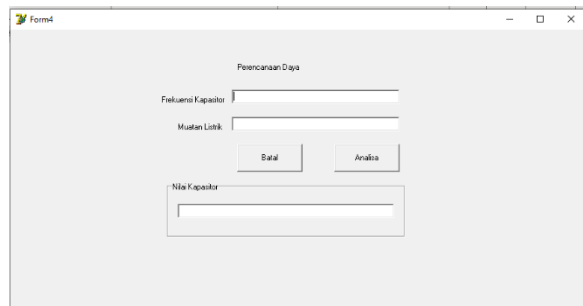 Form4
Perencanaan Daya
Frekuensi Kapasitor
Muatan Listrik
Batal Analisa
Nilai Kapasitor